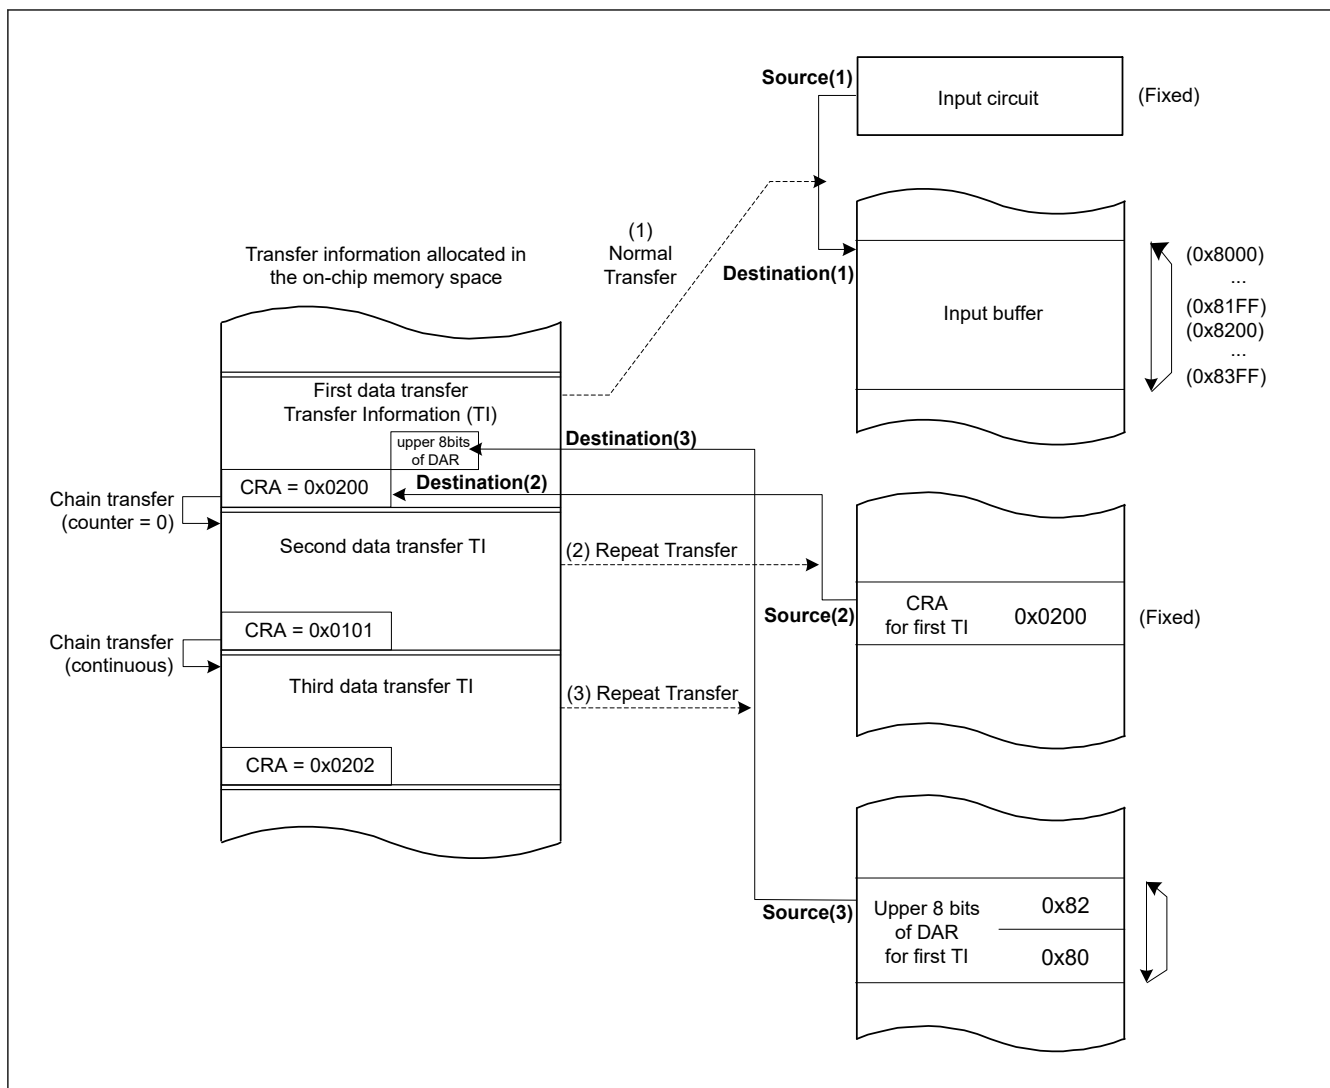 Source(1)
Input circuit
(Fixed)
(1)
Normal
Transfer
Transfer information allocated in
the on-chip memory space
Destination(1)
Input buffer
(0x8000)
...
(0x81FF)
(0x8200)
...
(0x83FF)
First data transfer
Transfer Information (TI)
upper 8bits
of DAR
Destination(3)
CRA = 0x0200
Destination(2)
Chain transfer
(counter = 0)
Second data transfer TI
(2) Repeat Transfer
Source(2)
CRA
for first TI
0x0200
(Fixed)
CRA = 0x0101
Chain transfer
(continuous)
Third data transfer TI
(3) Repeat Transfer
CRA = 0x0202
Source(3)
Upper 8 bits
of DAR
for first TI
0x82
0x80